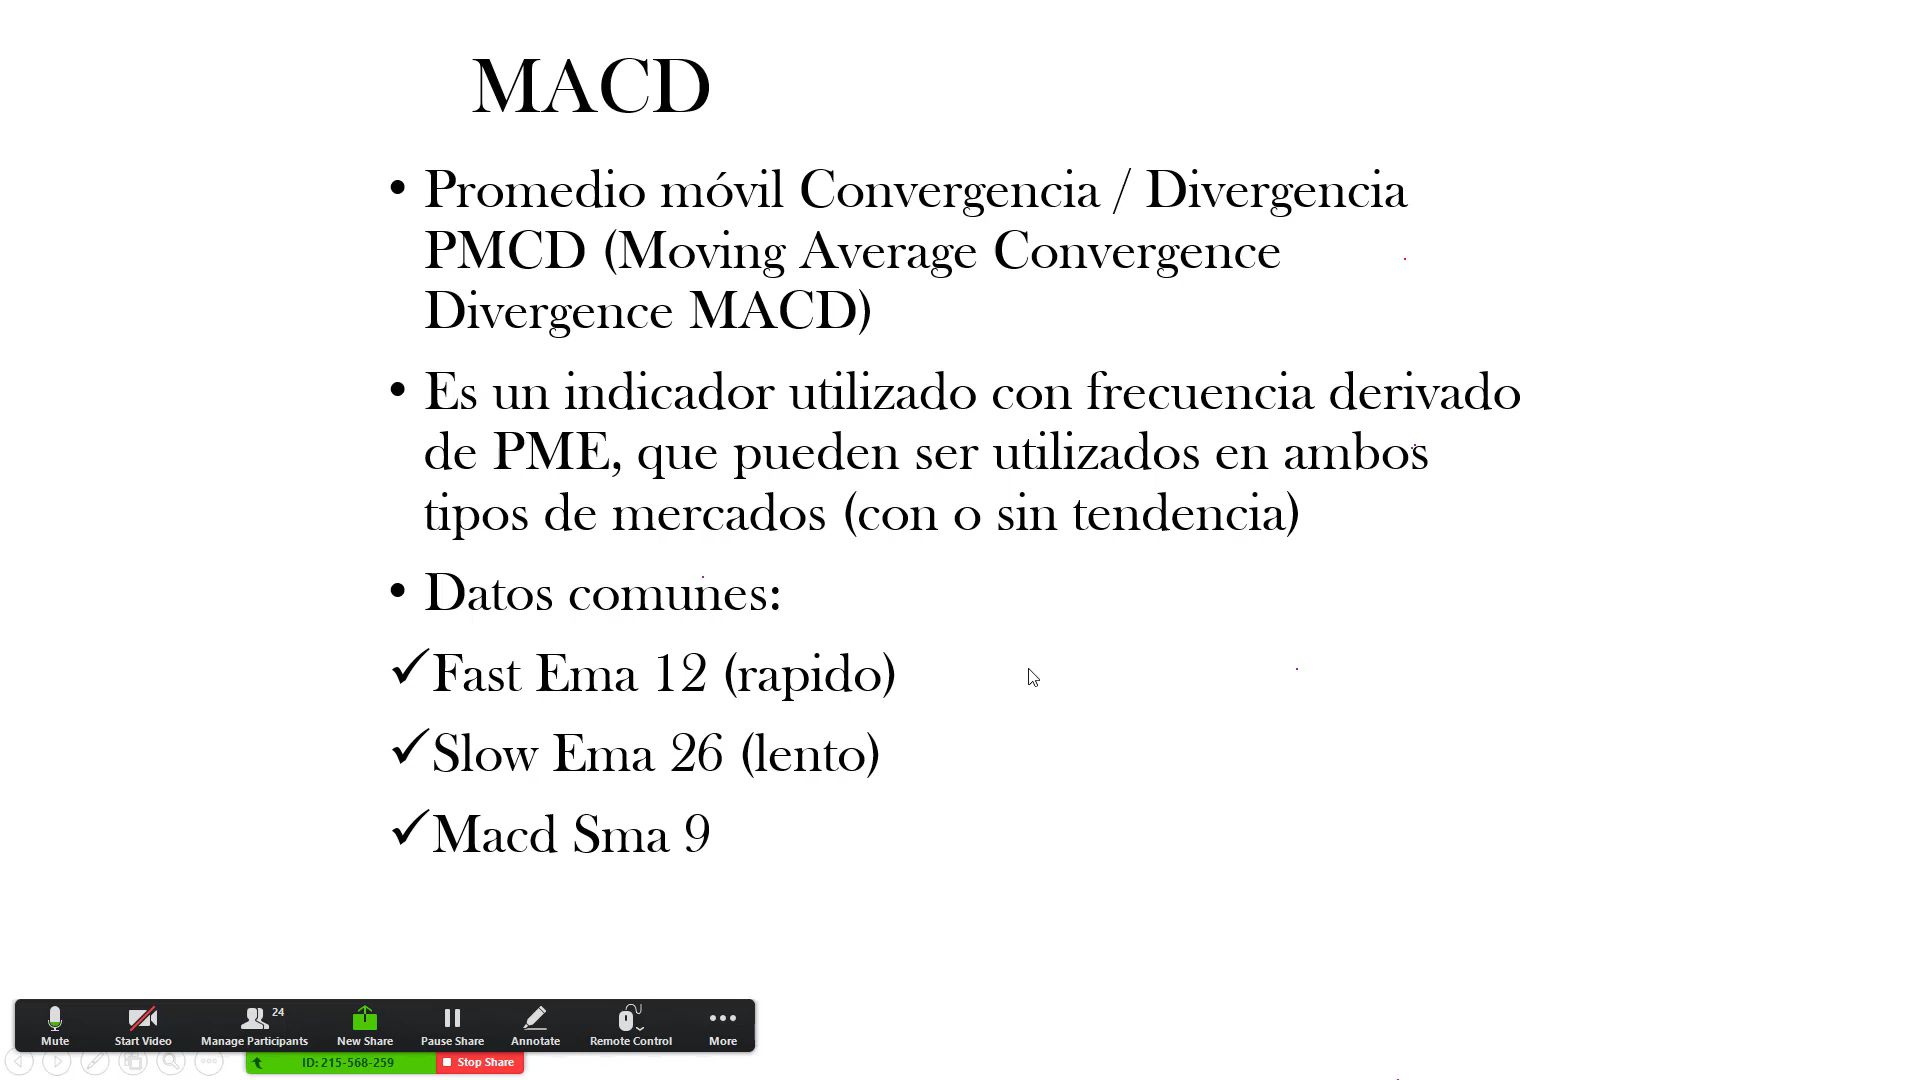 MACD
• Promedio móvil Convergencia / Divergencia
PMCD (Moving Average Convergence
Divergence MACD)
• Es un indicador utilizado con frecuencia derivado
de PME, que pueden ser utilizados en ambos
tipos de mercados (con o sin tendencia)
• Datos comunes:
✓Fast Ema 12 (rapido)
✓Slow Ema 26 (lento)
✓Macd Sma 9
24
Mute Start Video Manage Participants New Share Pause Share Annotate Remote Control More
ID: 215-568-259 Stop Share